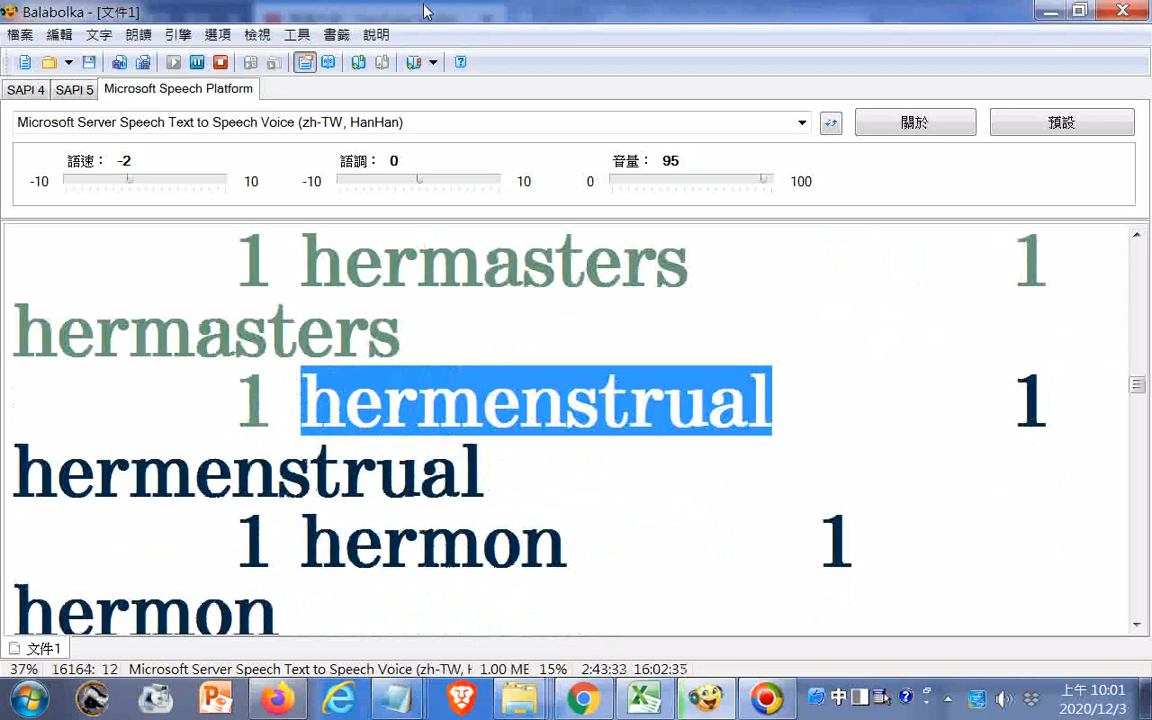 Balabolka - [文件1]
檔案 編輯 文字 朗讀 引擎 選項 檢視 工具 書籤 說明
SAPI 4 SAPI 5 Microsoft Speech Platform
Microsoft Server Speech Text to Speech Voice (zh-TW, HanHan) 關於 預設
語速： -2 語調： 0 音量： 95
-10 10 -10 10 0 100
1 hermasters 1
hermasters
1 hermenstrual 1
hermenstrual
1 hermon 1
hermon
文件1
37% 16164: 12 Microsoft Server Speech Text to Speech Voice (zh-TW, 1.00 ME 15% 2:43:33 16:02:35
中 上午 10:01
2020/12/3